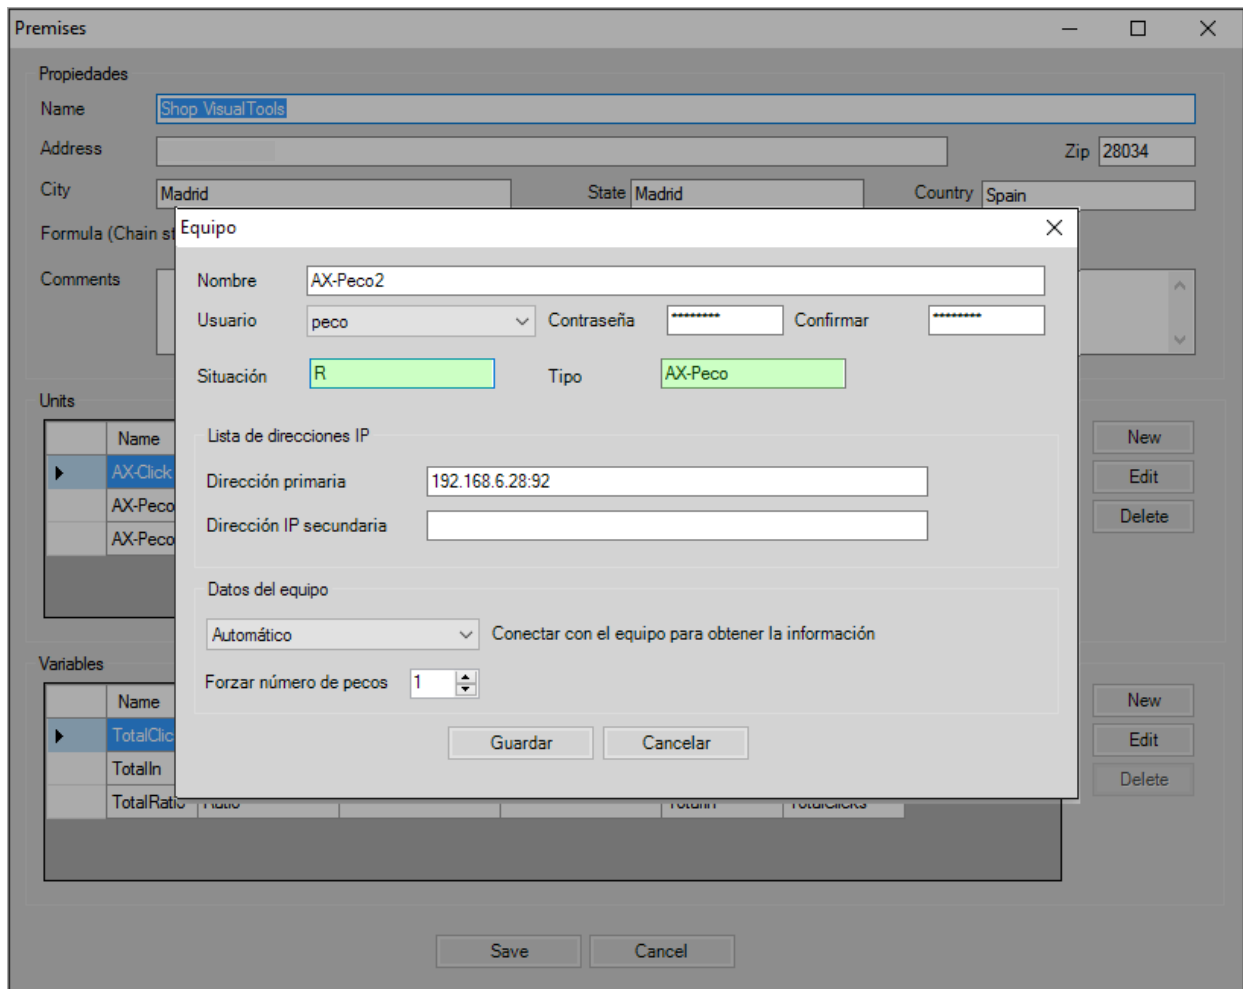 Premises
Propiedades
Name Shop VisualTools
Address Zip 28034
City Madrid State Madrid Country Spain
Formula (Chain st
Comments
Equipo
Nombre AX-Peco2
Usuario peco Contraseña ******** Confirmar ********
Situación R Tipo AX-Peco
Lista de direcciones IP
Dirección primaria 192.168.6.28:92
Dirección IP secundaria
Datos del equipo
Automático Conectar con el equipo para obtener la información
Forzar número de pecos 1
Guardar Cancelar
Units
Name New
AX-Click Edit
AX-Peco Delete
AX-Peco
Variables
Name New
TotalClic Edit
TotalIn Delete
TotalRatio Ratio TotalIn TotalClicks
Save Cancel